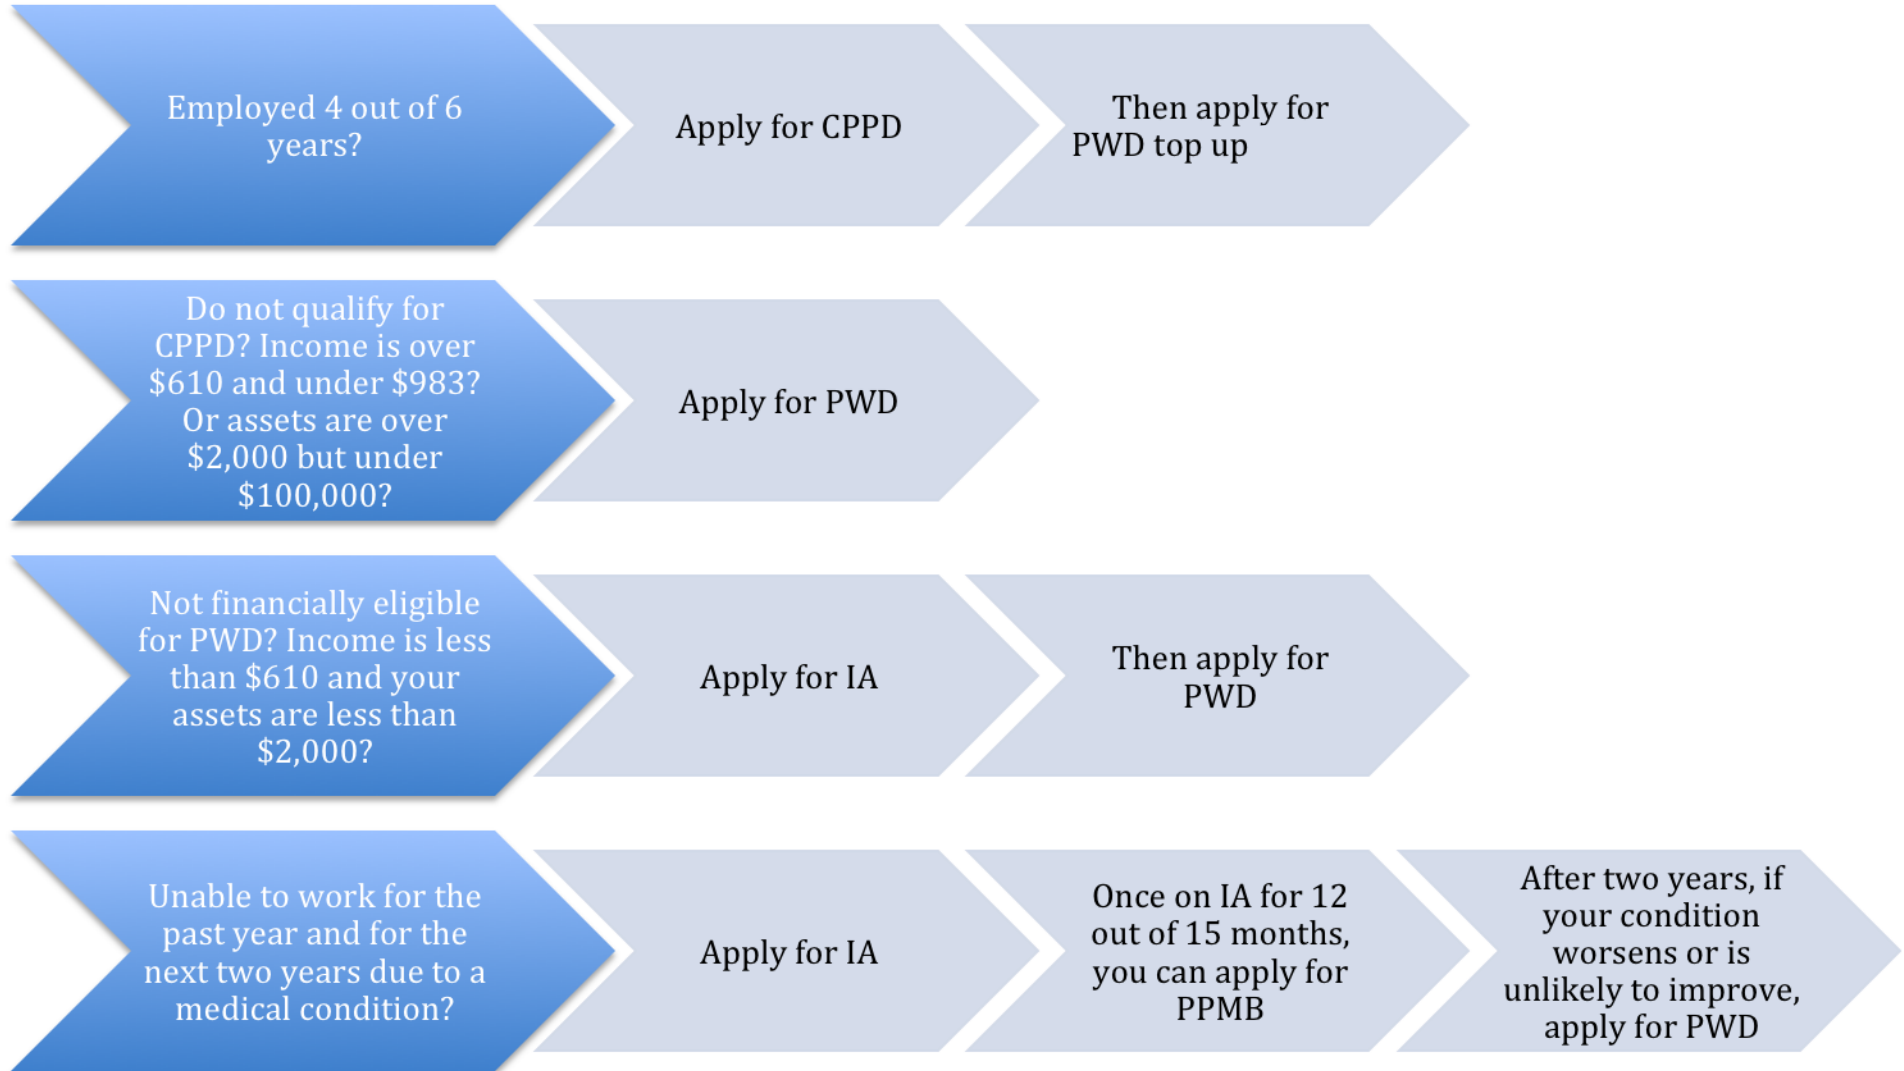 Employed 4 out of 6
years?
Apply for CPPD
Then apply for
PWD top up
Do not qualify for
CPPD? Income is over
$610 and under $983?
Or assets are over
$2,000 but under
$100,000?
Apply for PWD
Not financially eligible
for PWD? Income is less
than $610 and your
assets are less than
$2,000?
Apply for IA
Then apply for
PWD
Unable to work for the
past year and for the
next two years due to a
medical condition?
Apply for IA
Once on IA for 12
out of 15 months,
you can apply for
PPMB
After two years, if
your condition
worsens or is
unlikely to improve,
apply for PWD